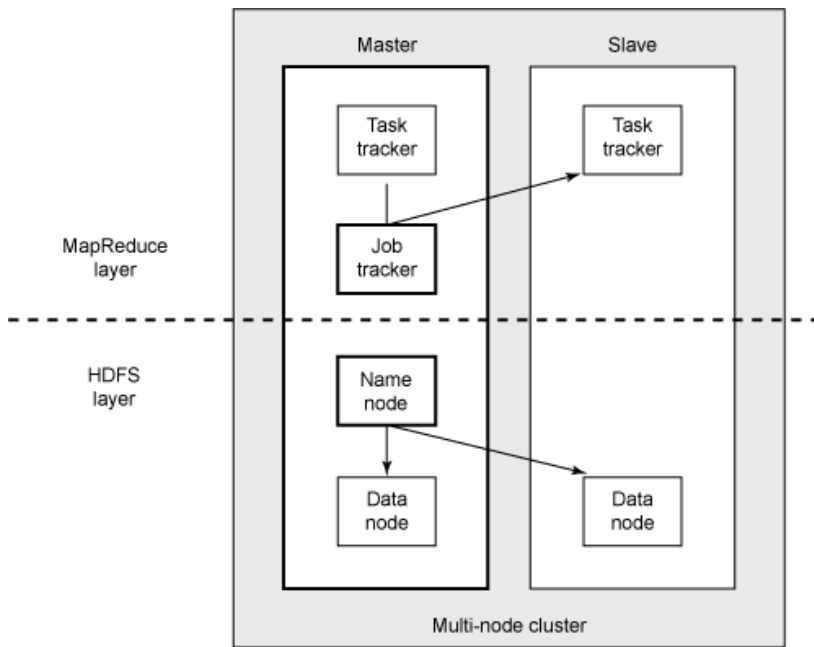 Master
Slave
Task
tracker
Task
tracker
MapReduce
layer
Job
tracker
HDFS
layer
Name
node
Data
node
Data
node
Multi-node cluster